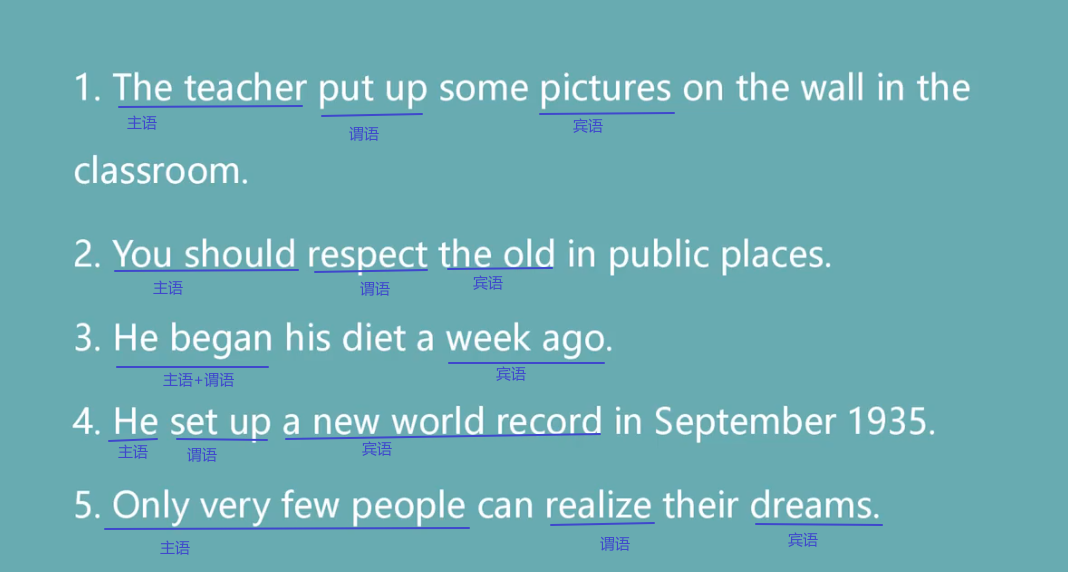 1. The teacher put up some pictures on the wall in the
主语 谓语 宾语
classroom.
2. You should respect the old in public places.
主语 谓语 宾语
3. He began his diet a week ago.
主语+谓语 宾语
4. He set up a new world record in September 1935.
主语 谓语 宾语
5. Only very few people can realize their dreams.
主语 谓语 宾语